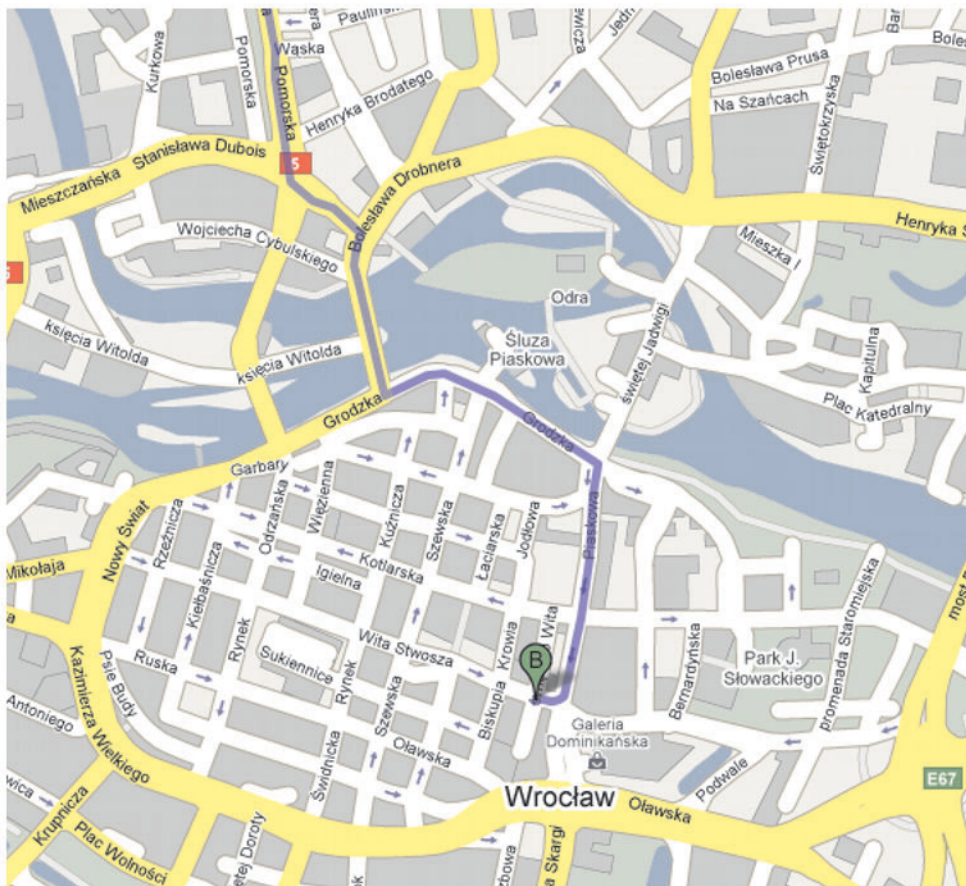 Pomorska
Kurkowa
Wąska
Pomorska
Henryka Brodatego
Bolesława Prusa
Na Szańcach
Świętokrzyska
Stanisława Dubois
Mieszczańska
5
Bolesława Drobnera
Wojciecha Cybulskiego
Mieszka I
Odra
księcia Witolda
księcia Witolda
Śluza
Piaskowa
świętej Jadwigi
Kapitulna
Plac Katedralny
Grodzka
Grodzka
Garbary
Nowy Świat
Rzeźnicza
Kiełbaśnicza
Odrzańska
Więzienna
Kuźnicza
Szewska
Łaciarska
Jodłowa
Piaskowa
Mikołaja
Igielna
Kotlarska
Wita Stwosza
Krowia
Wita
B
Rynek
Sukiennice
Rynek
Ruska
Psie Budy
Szewska
Biskupia
Bernardyńska
Park J.
Słowackiego
promenada Staromiejska
Antoniego
Kazimierza Wielkiego
Oławska
Świdnicka
Galeria
Dominikańska
Podwale
E67
Wrocław
Oławska
Krupnicza
Plac Wolności
Doroty
Skargi